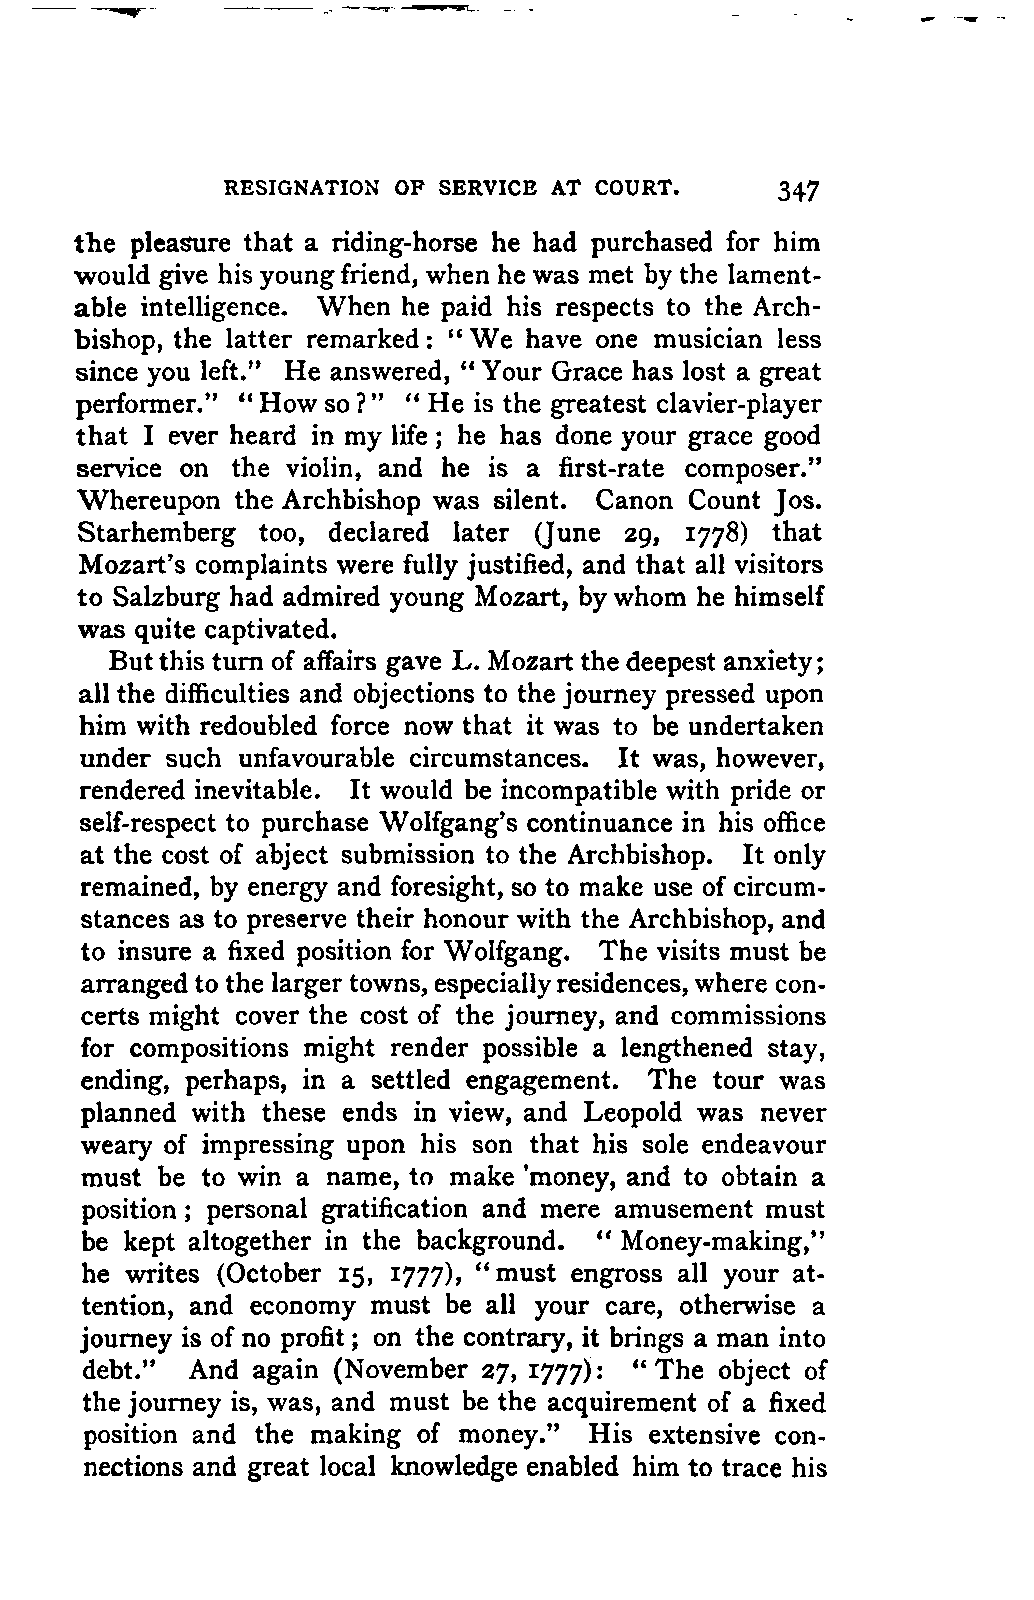 RESIGNATION OF SERVICE AT COURT. 347
the pleasure that a riding-horse he had purchased for him
would give his young friend, when he was met by the lament-
able intelligence. When he paid his respects to the Arch-
bishop, the latter remarked: "We have one musician less
since you left." He answered, "Your Grace has lost a great
performer." "How so?" "He is the greatest clavier-player
that I ever heard in my life; he has done your grace good
service on the violin, and he is a first-rate composer."
Whereupon the Archbishop was silent. Canon Count Jos.
Starhemberg too, declared later (June 29, 1778) that
Mozart's complaints were fully justified, and that all visitors
to Salzburg had admired young Mozart, by whom he himself
was quite captivated.
But this turn of affairs gave L. Mozart the deepest anxiety;
all the difficulties and objections to the journey pressed upon
him with redoubled force now that it was to be undertaken
under such unfavourable circumstances. It was, however,
rendered inevitable. It would be incompatible with pride or
self-respect to purchase Wolfgang's continuance in his office
at the cost of abject submission to the Archbishop. It only
remained, by energy and foresight, so to make use of circum-
stances as to preserve their honour with the Archbishop, and
to insure a fixed position for Wolfgang. The visits must be
arranged to the larger towns, especially residences, where con-
certs might cover the cost of the journey, and commissions
for compositions might render possible a lengthened stay,
ending, perhaps, in a settled engagement. The tour was
planned with these ends in view, and Leopold was never
weary of impressing upon his son that his sole endeavour
must be to win a name, to make 'money, and to obtain a
position; personal gratification and mere amusement must
be kept altogether in the background. "Money-making,"
he writes (October 15, 1777), "must engross all your at-
tention, and economy must be all your care, otherwise a
journey is of no profit; on the contrary, it brings a man into
debt." And again (November 27, 1777): "The object of
the journey is, was, and must be the acquirement of a fixed
position and the making of money." His extensive con-
nections and great local knowledge enabled him to trace his